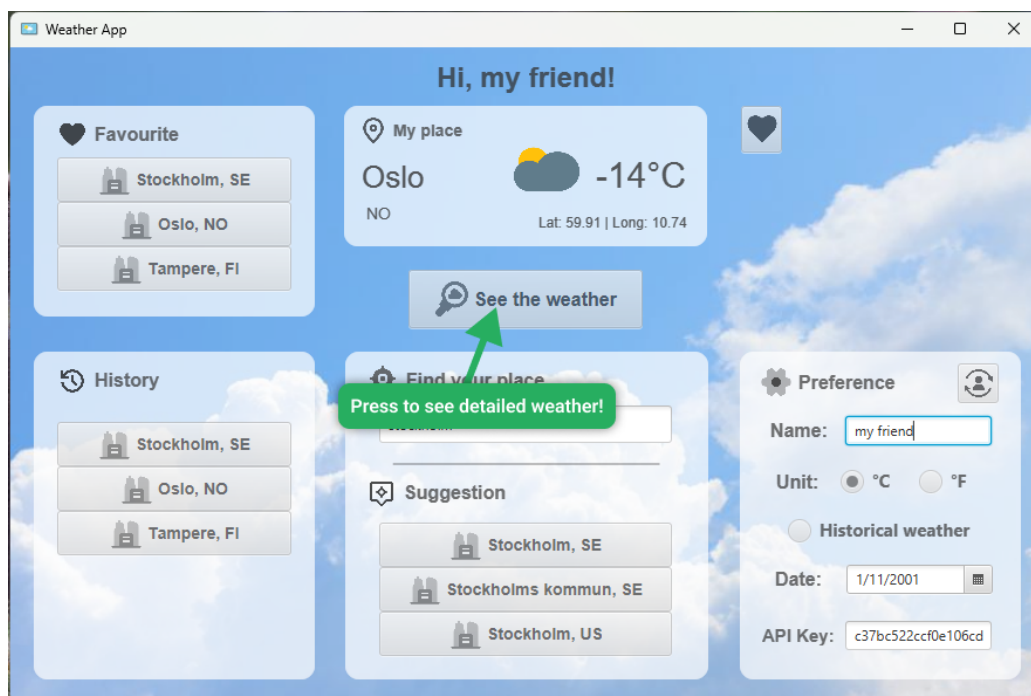 Weather App
Hi, my friend!
Favourite
Stockholm, SE
Oslo, NO
Tampere, FI
My place
Oslo
-14°C
NO
Lat: 59.91 | Long: 10.74
See the weather
Press to see detailed weather!
History
Stockholm, SE
Oslo, NO
Tampere, FI
Find your place
Suggestion
Stockholm, SE
Stockholms kommun, SE
Stockholm, US
Preference
Name: my friend
Unit: °C °F
Historical weather
Date: 1/11/2001
API Key: c37bc522ccf0e106cd